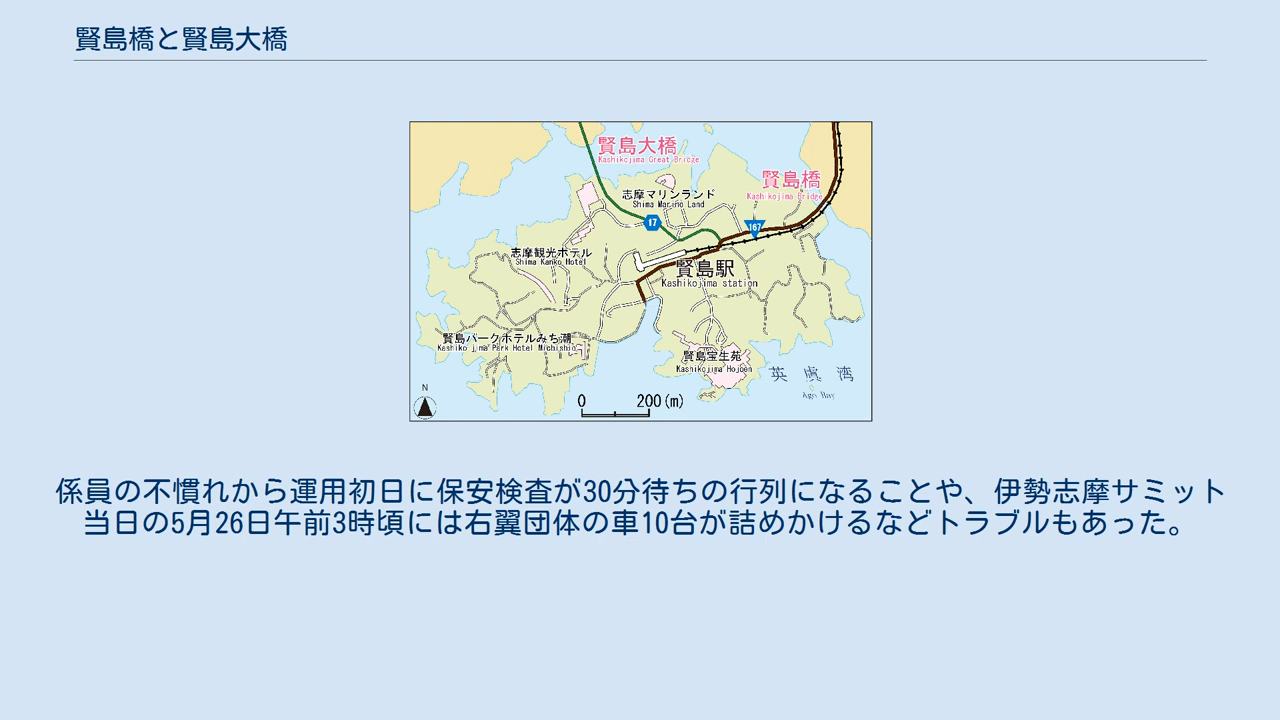 賢島橋と賢島大橋
賢島大橋
Kashikojima Great Bridge
賢島橋
Kashikojima Bridge
志摩マリンランド
Shima Marine Land
17
167
志摩観光ホテル
Shima Kanko Hotel
賢島駅
Kashikojima station
賢島パークホテルみち潮
Kashikojima Park Hotel Michishio
賢島宝生苑
Kashikojima Hojoen
英虞湾
Ago Bay
N
0 200(m)
係員の不慣れから運用初日に保安検査が30分待ちの行列になることや、伊勢志摩サミット
当日の5月26日午前3時頃には右翼団体の車10台が詰めかけるなどトラブルもあった。